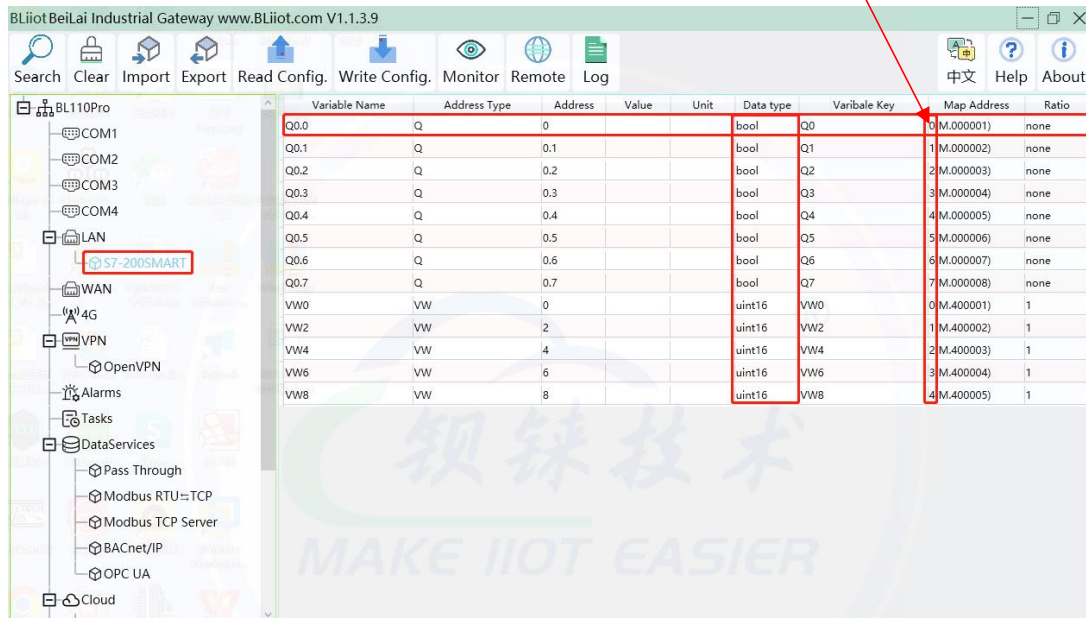 BLiiot BeiLai Industrial Gateway www.BLiiot.com V1.1.3.9
Search Clear Import Export Read Config. Write Config. Monitor Remote Log 中文 Help About
Variable Name Address Type Address Value Unit Data type Varibale Key Map Address Ratio
Q0.0 Q 0 bool Q0 0(M.000001) none
Q0.1 Q 0.1 bool Q1 1(M.000002) none
Q0.2 Q 0.2 bool Q2 2(M.000003) none
Q0.3 Q 0.3 bool Q3 3(M.000004) none
Q0.4 Q 0.4 bool Q4 4(M.000005) none
Q0.5 Q 0.5 bool Q5 5(M.000006) none
Q0.6 Q 0.6 bool Q6 6(M.000007) none
Q0.7 Q 0.7 bool Q7 7(M.000008) none
VW0 VW 0 uint16 VW0 0(M.400001) 1
VW2 VW 2 uint16 VW2 1(M.400002) 1
VW4 VW 4 uint16 VW4 2(M.400003) 1
VW6 VW 6 uint16 VW6 3(M.400004) 1
VW8 VW 8 uint16 VW8 4(M.400005) 1
BL110Pro
COM1
COM2
COM3
COM4
LAN
S7-200SMART
WAN
4G
VPN VPN
OpenVPN
Alarms
Tasks
DataServices
Pass Through
Modbus RTU⇆TCP
Modbus TCP Server
BACnet/IP
OPC UA
Cloud
钡铼技术
MAKE IIOT EASIER